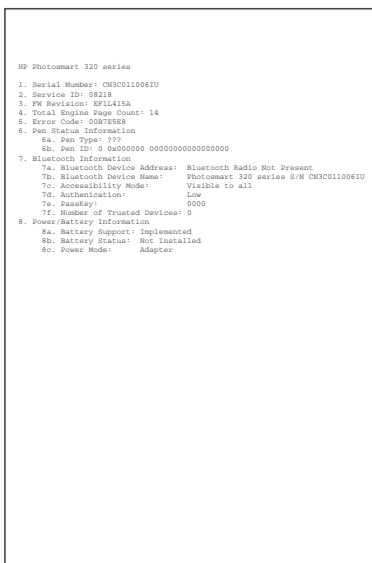 HP Photosmart 320 series
1. Serial Number: CN3C011006IU
2. Service ID: 08218
3. FW Revision: EF1L415A
4. Total Engine Page Count: 14
5. Error Code: 00B7E5E8
6. Pen Status Information
6a. Pen Type: ???
6b. Pen ID: 0 0x000000 0000000000000000
7. Bluetooth Information
7a. Bluetooth Device Address: Bluetooth Radio Not Present
7b. Bluetooth Device Name: Photosmart 320 series S/N CN3C011006IU
7c. Accessibility Mode: Visible to all
7d. Authenication: Low
7e. PassKey: 0000
7f. Number of Trusted Devices: 0
8. Power/Battery Information
8a. Battery Support: Implemented
8b. Battery Status: Not Installed
8c. Power Mode: Adapter